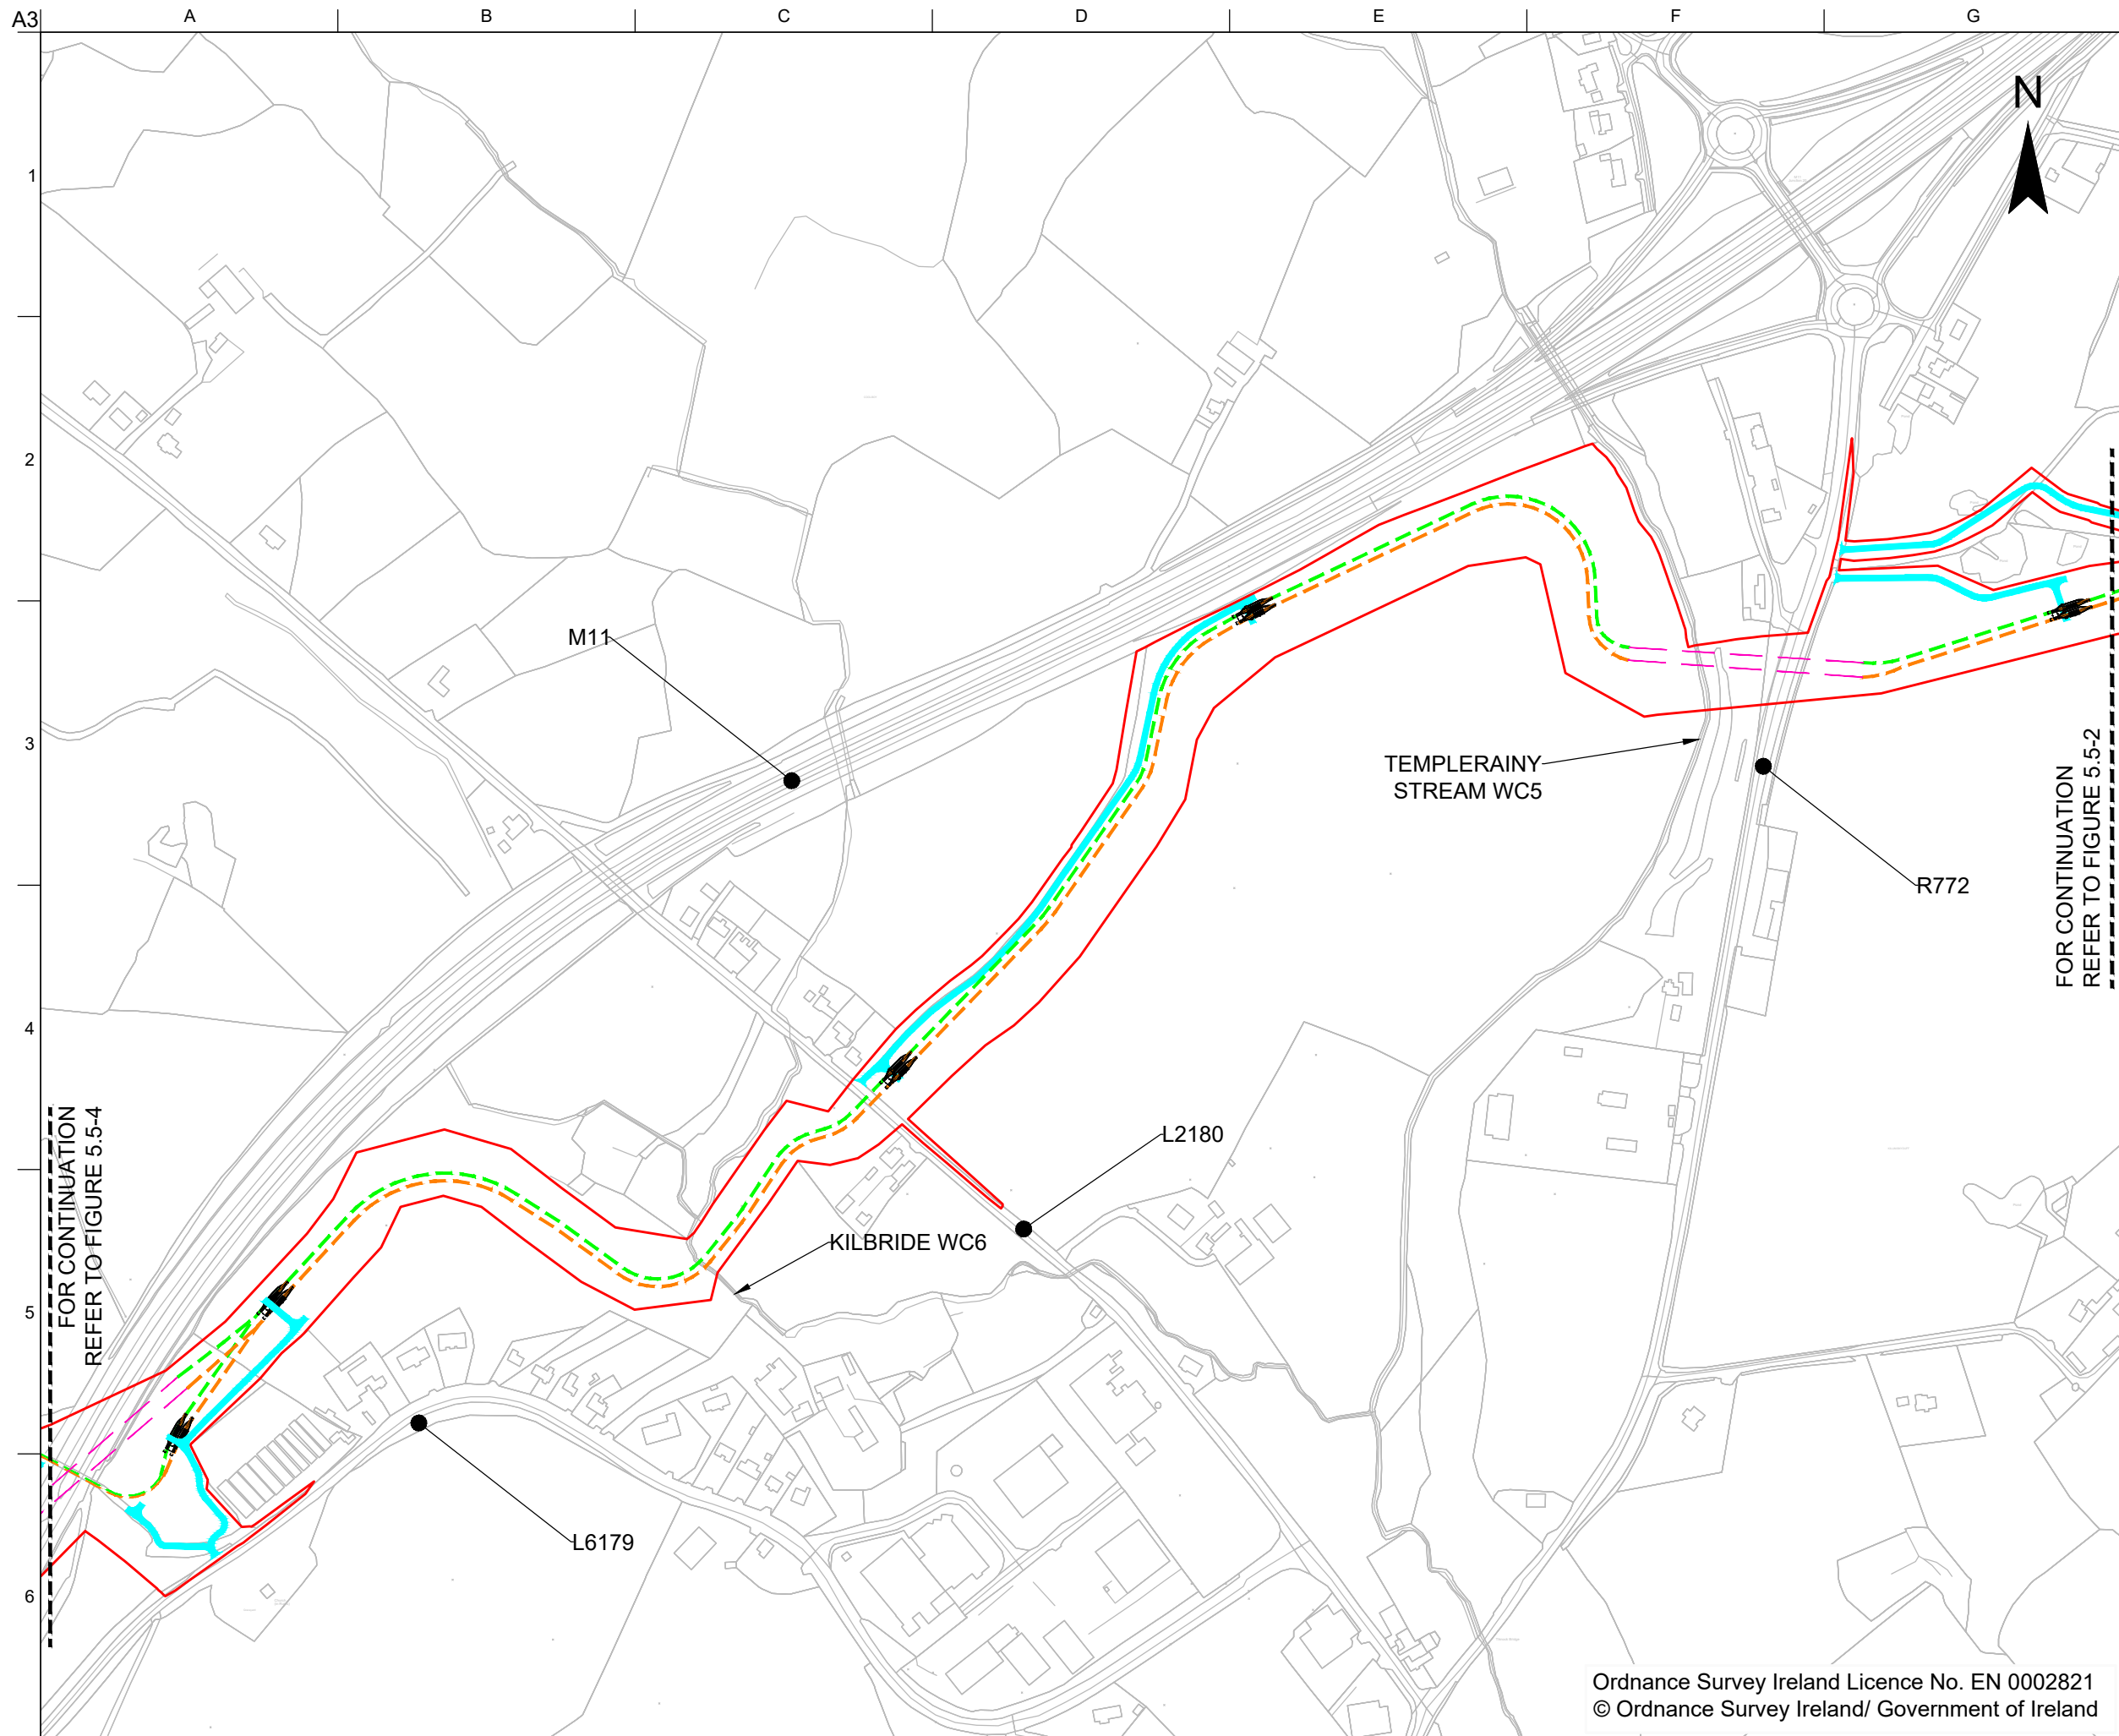 A3
A
B
C
D
E
F
G
N
1
2
3
4
5
6
M11
TEMPLERAINY
STREAM WC5
R772
FOR CONTINUATION
REFER TO FIGURE 5.5-2
L2180
KILBRIDE WC6
FOR CONTINUATION
REFER TO FIGURE 5.5-4
L6179
Ordnance Survey Ireland Licence No. EN 0002821
© Ordnance Survey Ireland/ Government of Ireland